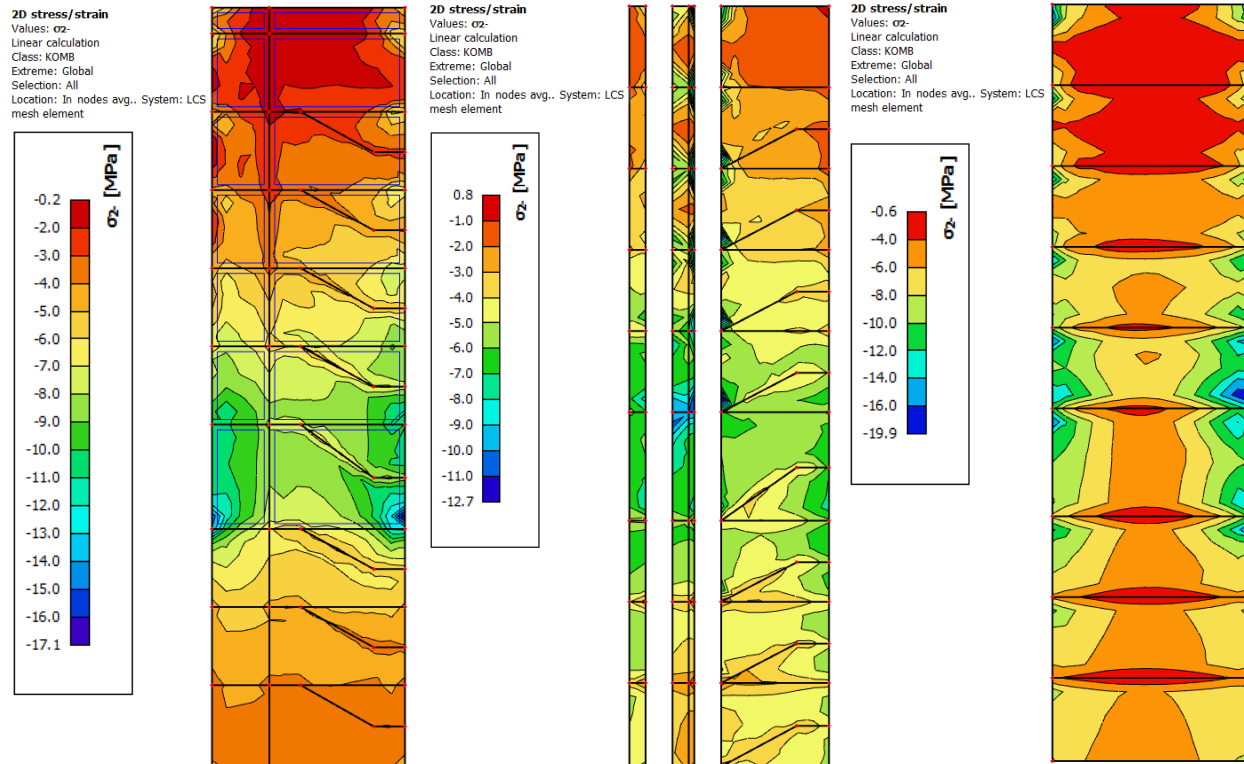 2D stress/strain
Values: σ2-
Linear calculation
Class: KOMB
Extreme: Global
Selection: All
Location: In nodes avg.. System: LCS
mesh element
σ2- [MPa]
-0.2
-2.0
-3.0
-4.0
-5.0
-6.0
-7.0
-8.0
-9.0
-10.0
-11.0
-12.0
-13.0
-14.0
-15.0
-16.0
-17.1
2D stress/strain
Values: σ2-
Linear calculation
Class: KOMB
Extreme: Global
Selection: All
Location: In nodes avg.. System: LCS
mesh element
σ2- [MPa]
0.8
-1.0
-2.0
-3.0
-4.0
-5.0
-6.0
-7.0
-8.0
-9.0
-10.0
-11.0
-12.7
2D stress/strain
Values: σ2-
Linear calculation
Class: KOMB
Extreme: Global
Selection: All
Location: In nodes avg.. System: LCS
mesh element
σ2- [MPa]
-0.6
-4.0
-6.0
-8.0
-10.0
-12.0
-14.0
-16.0
-19.9